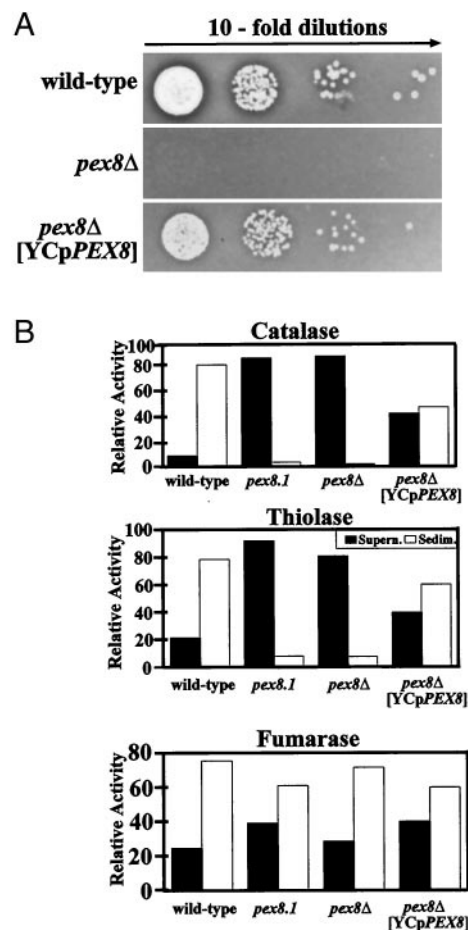 A
10 - fold dilutions
wild-type
pex8Δ
pex8Δ
[YCpPEX8]
B
Catalase
Relative Activity
100
80
40
20
0
wild-type
pex8.1
pex8Δ
pex8Δ
[YCpPEX8]
Thiolase
Supern. Sedim.
Relative Activity
100
80
60
40
20
0
wild-type
pex8.1
pex8Δ
pex8Δ
[YCpPEX8]
Fumarase
Relative Activity
80
60
40
20
0
wild-type
pex8.1
pex8Δ
pex8Δ
[YCpPEX8]